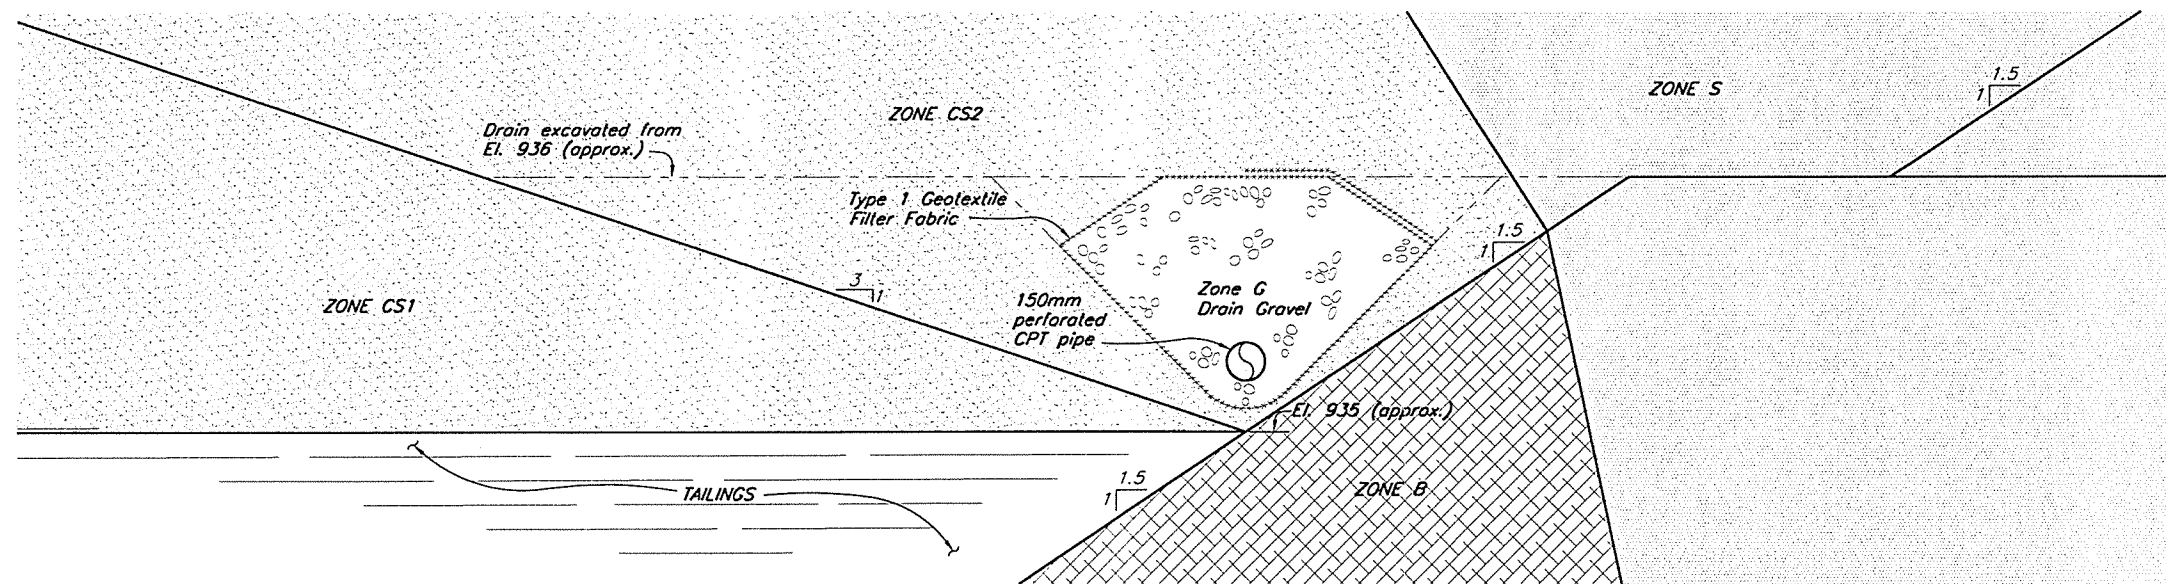 1.5
1
ZONE S
ZONE CS2
Drain excavated from
El. 936 (approx.)
Type 1 Geotextile
Filter Fabric
1.5
1
3
1
ZONE CS1
Zone G
Drain Gravel
150mm
perforated
CPT pipe
El. 935 (approx.)
1.5
1
TAILINGS
ZONE B